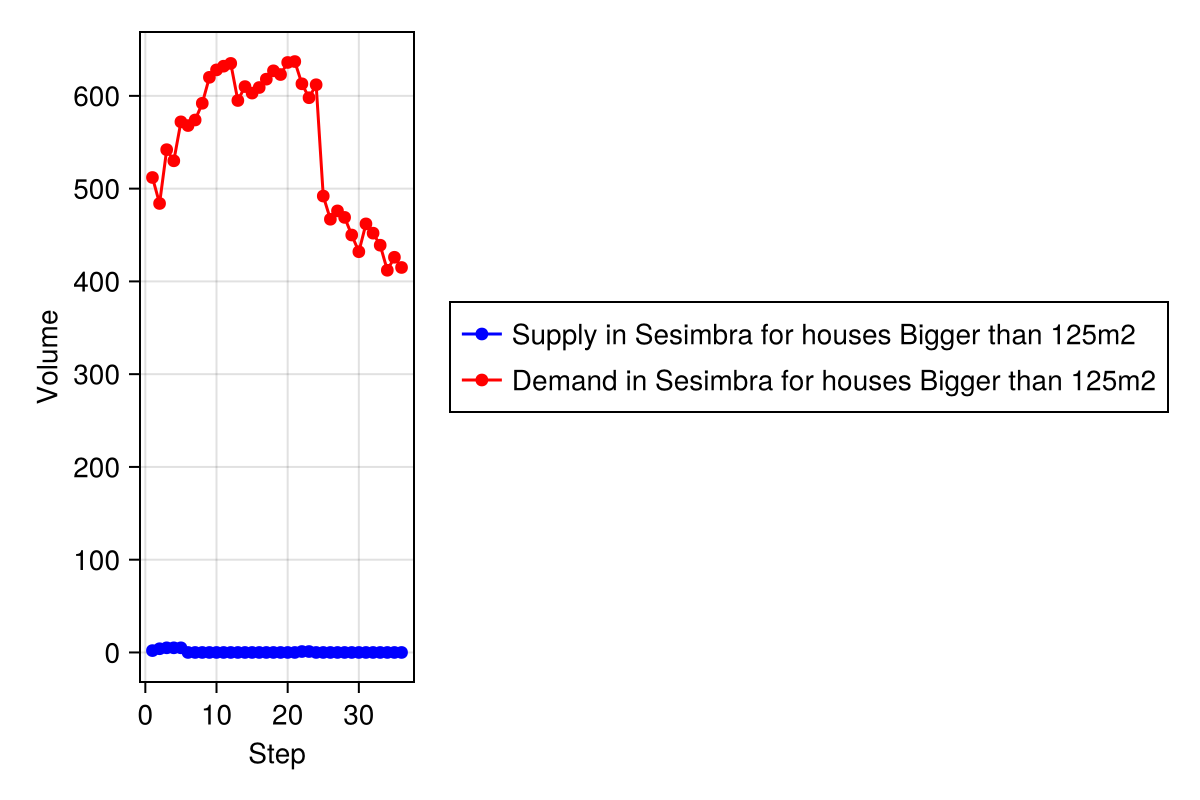 Volume
600
500
400
300
200
100
0
0 10 20 30
Step
Supply in Sesimbra for houses Bigger than 125m2
Demand in Sesimbra for houses Bigger than 125m2